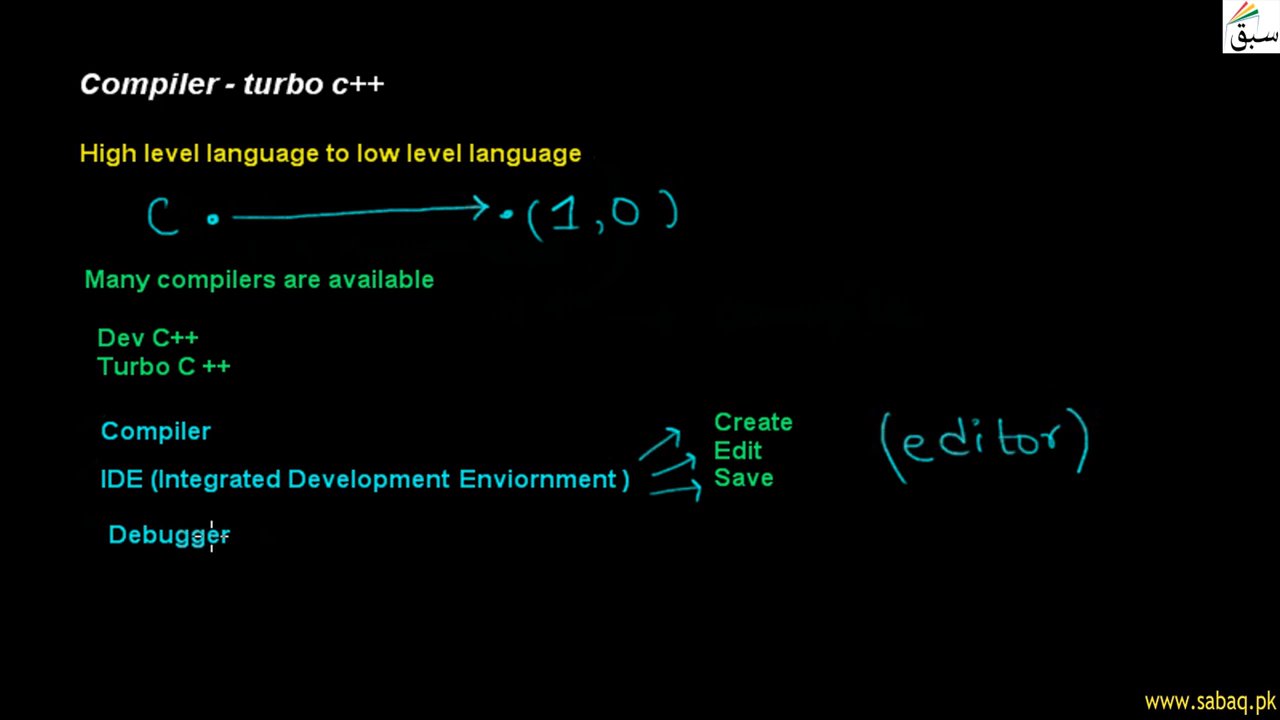 سبق
Compiler - turbo c++
High level language to low level language
C (1,0)
Many compilers are available
Dev C++
Turbo C ++
Compiler
Create
Edit
Save
(editor)
IDE (Integrated Development Enviornment )
Debugger
www.sabaq.pk